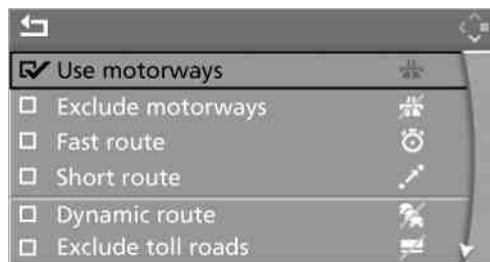 Use motorways
Exclude motorways
Fast route
Short route
Dynamic route
Exclude toll roads